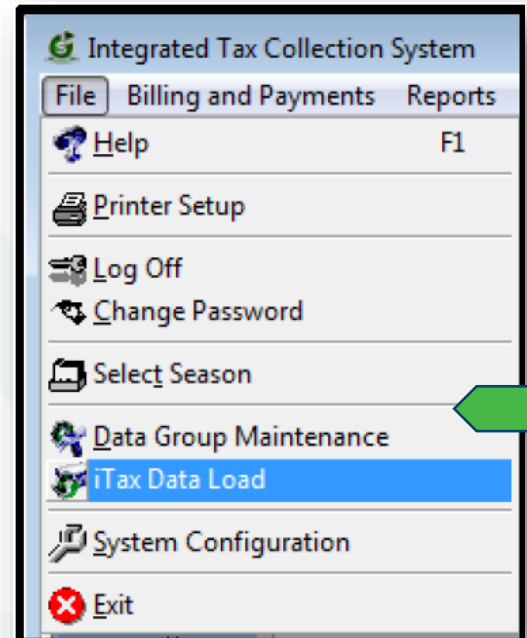 Integrated Tax Collection System
File Billing and Payments Reports
Help F1
Printer Setup
Log Off
Change Password
Select Season
Data Group Maintenance
iTax Data Load
System Configuration
Exit